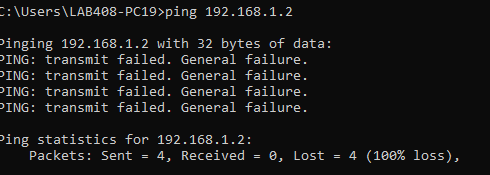 C:\Users\LAB408-PC19>ping 192.168.1.2
Pinging 192.168.1.2 with 32 bytes of data:
PING: transmit failed. General failure.
PING: transmit failed. General failure.
PING: transmit failed. General failure.
PING: transmit failed. General failure.
Ping statistics for 192.168.1.2:
Packets: Sent = 4, Received = 0, Lost = 4 (100% loss),